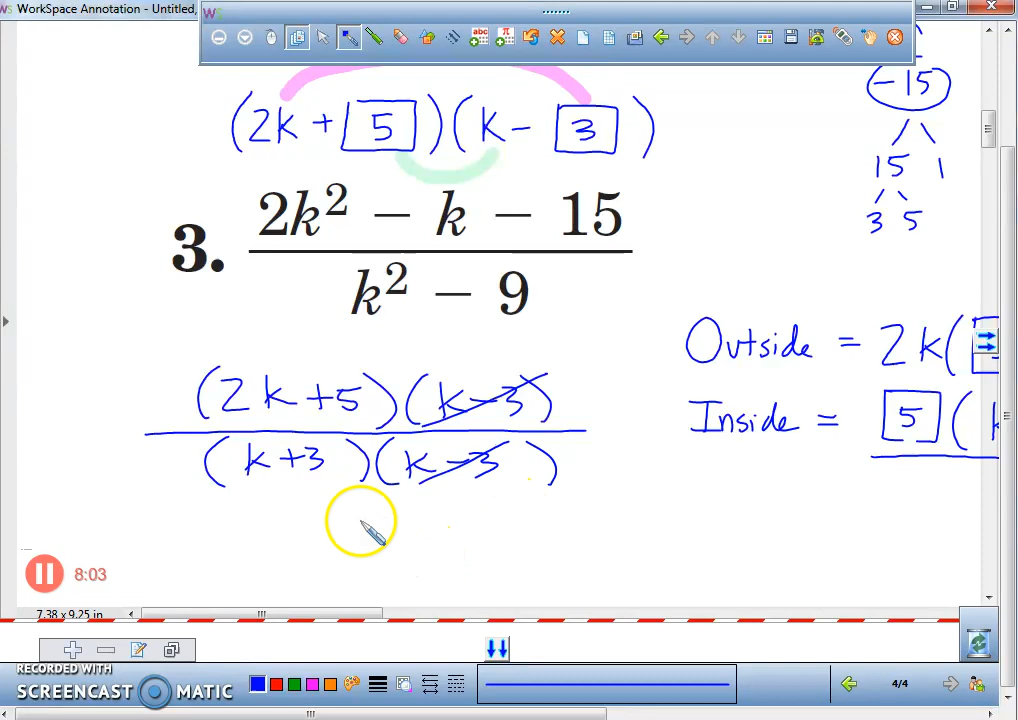 WorkSpace Annotation - Untitled,
- 15
(2k + 5)(k - 3)
15 1
3 5
3. \frac{2k² − k − 15}{k² − 9}
Outside = 2k(
(2k+5)(k-3)
Inside = 5(k
(k+3)(k-3)
8:03
7.38 x 9.25 in
RECORDED WITH
SCREENCAST MATIC
4/4